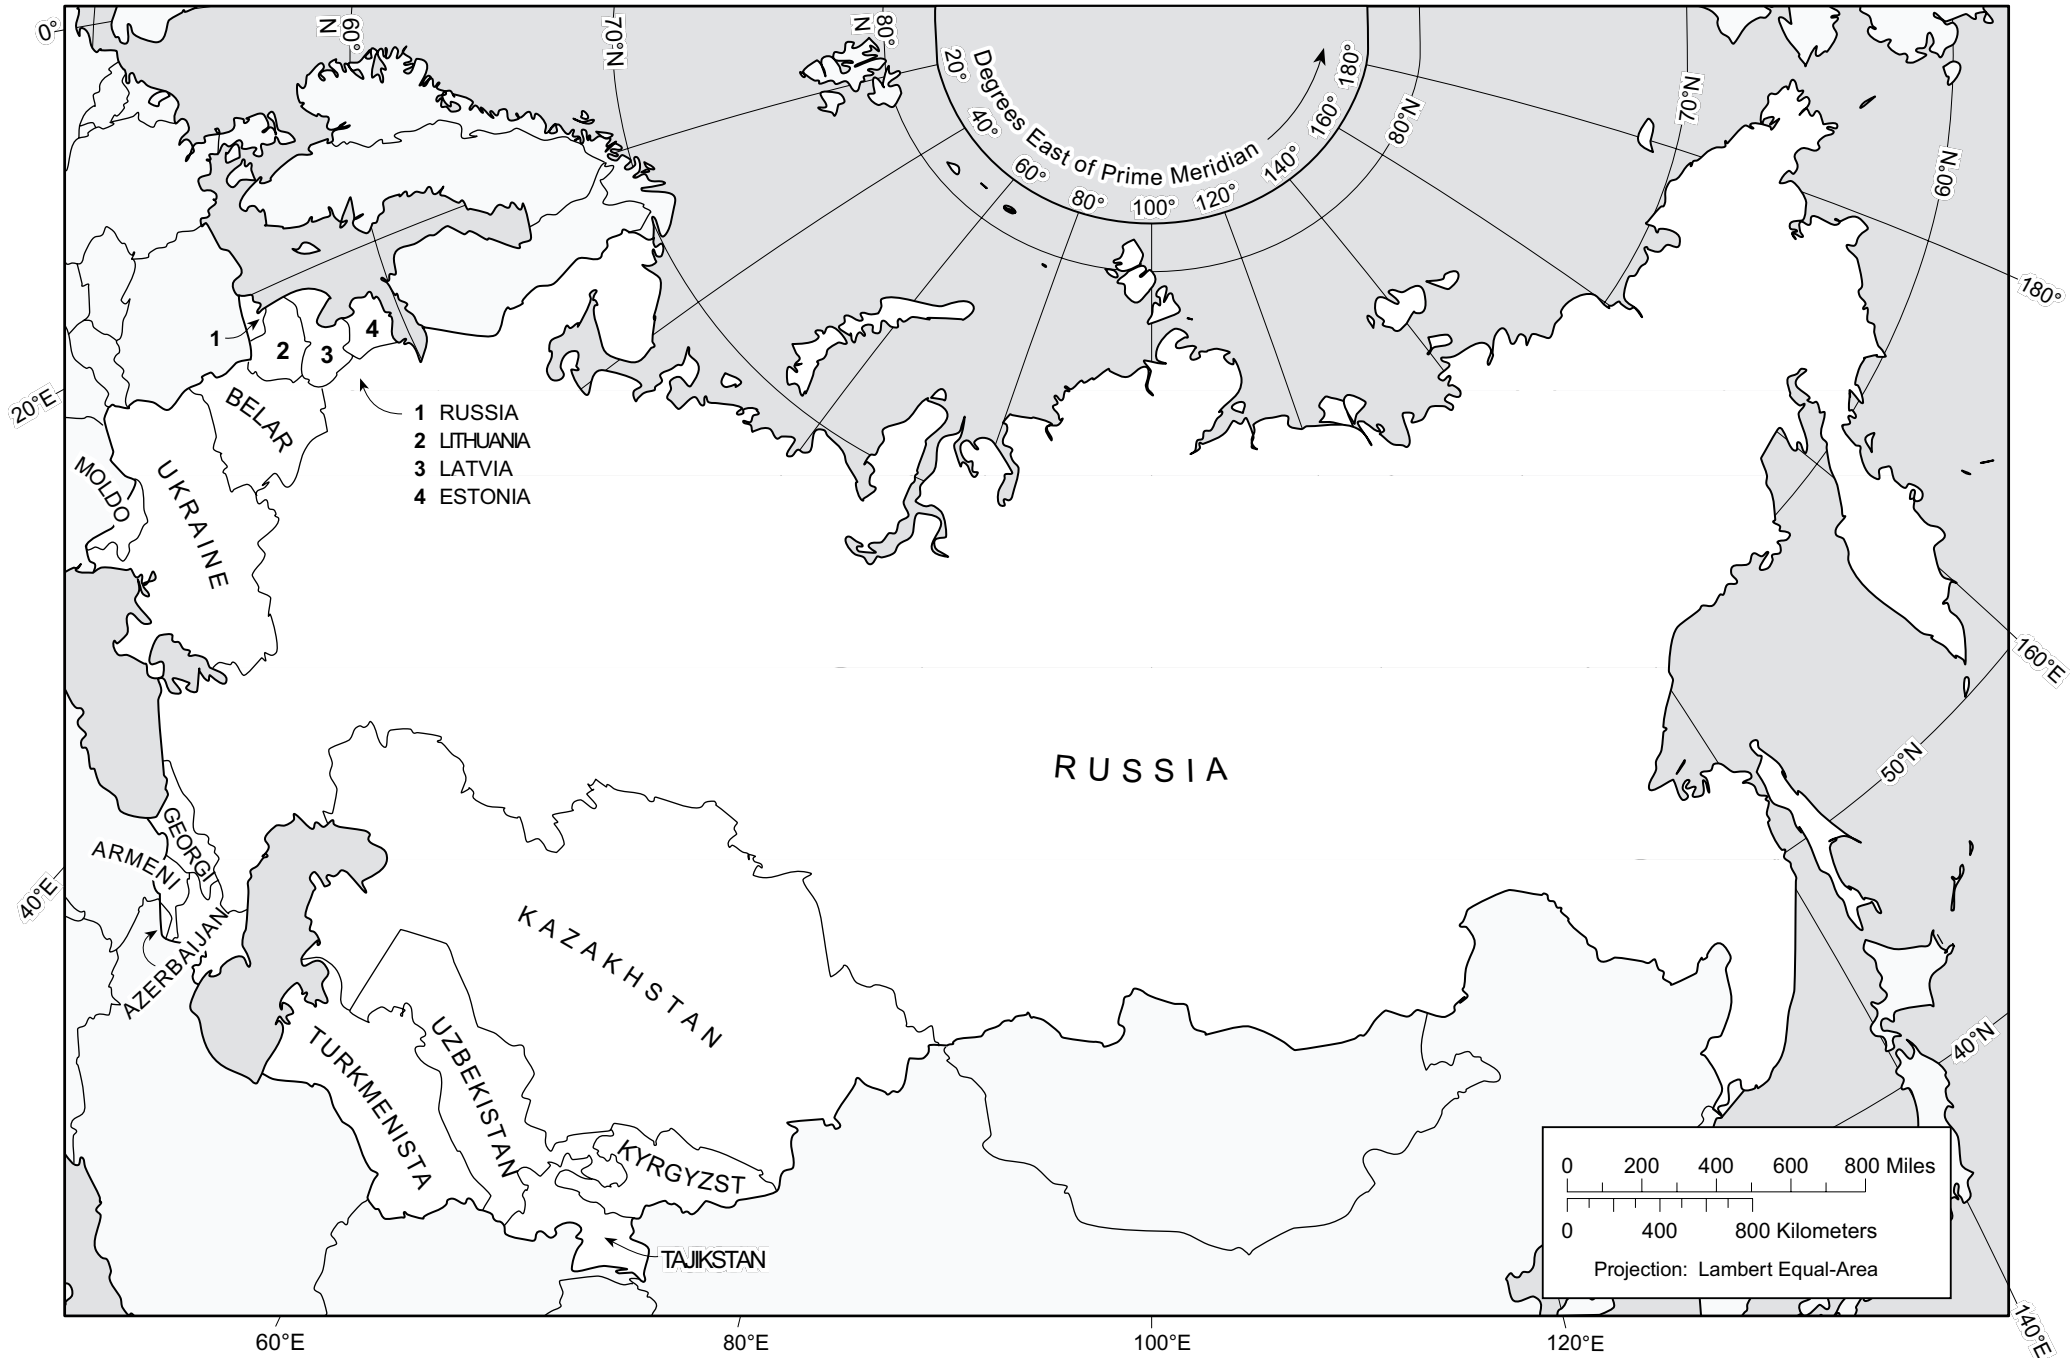 0°
60°
N
70°N
80°
N
20°
40°
60°
80°
100°
120°
140°
160°
180°
Degrees East of Prime Meridian
80°N
70°N
60°N
180°
160°E
50°N
40°N
140°E
20°E
40°E
1
2
3
4
1 RUSSIA
2 LITHUANIA
3 LATVIA
4 ESTONIA
BELAR
UKRAINE
MOLDO
RUSSIA
GEORGI
ARMENI
AZERBAIJAN
KAZAKHSTAN
UZBEKISTAN
TURKMENISTA
KYRGYZST
TAJIKSTAN
0 200 400 600 800 Miles
0 400 800 Kilometers
Projection: Lambert Equal-Area
60°E
80°E
100°E
120°E